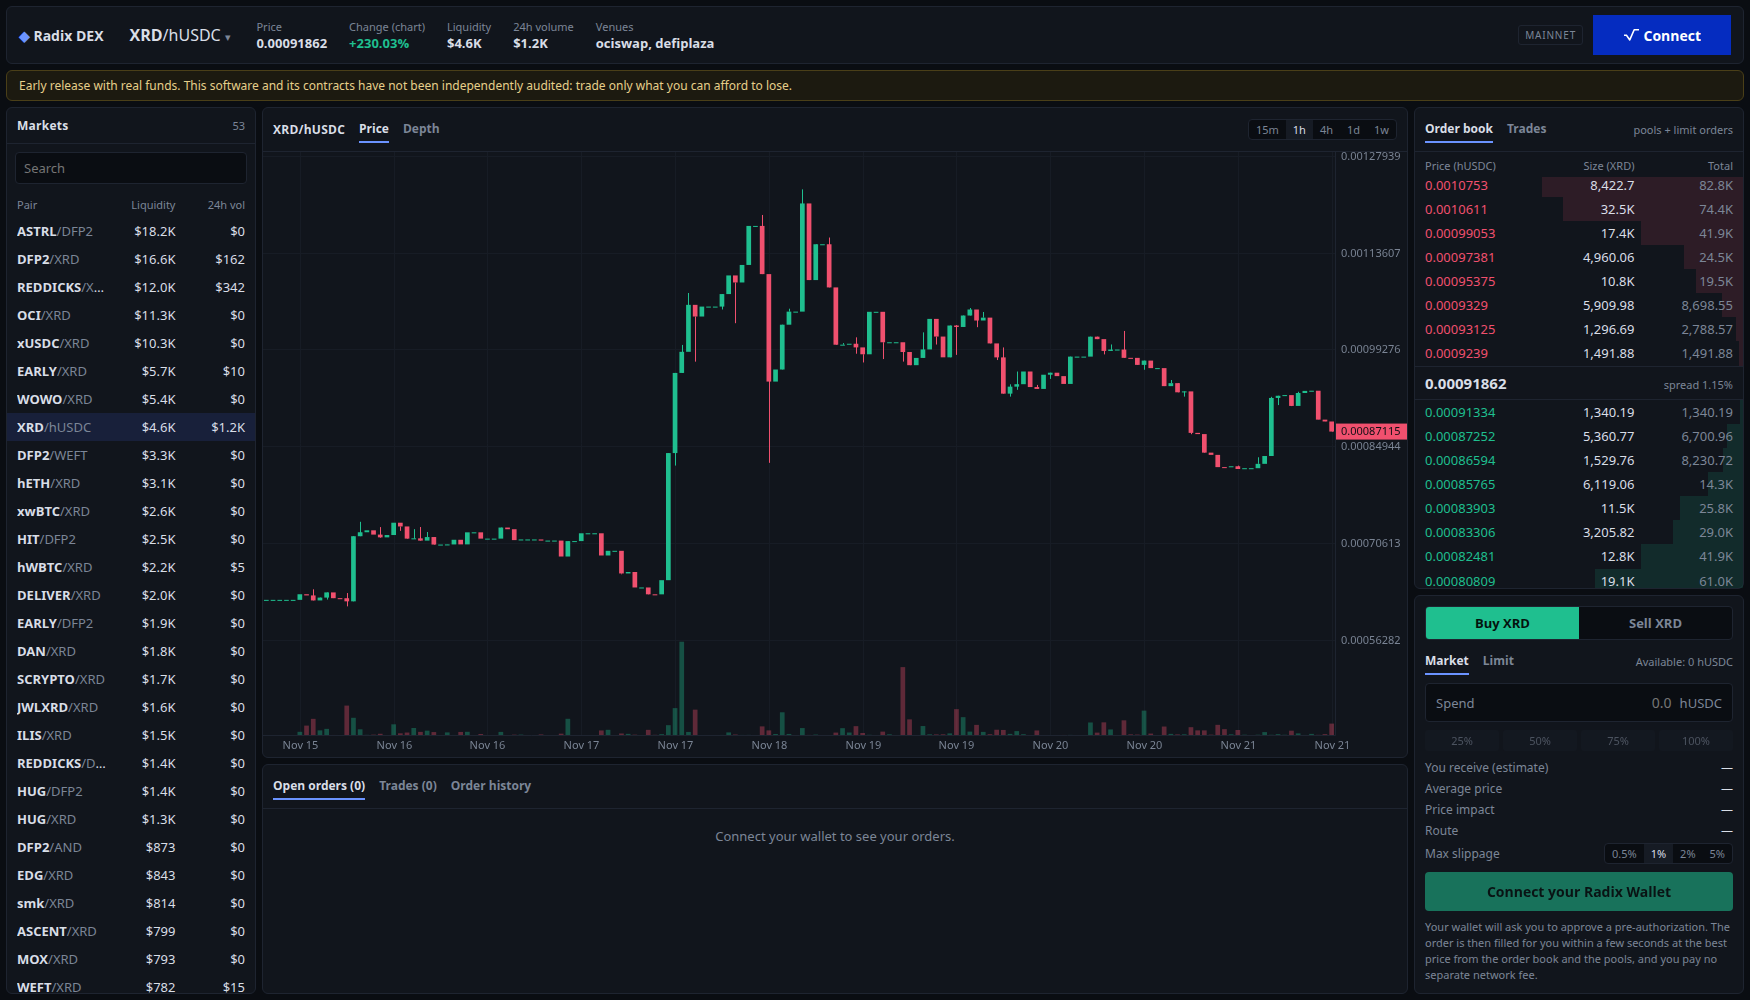 Radix DEX
XRD/hUSDC
Price
0.00091862
Change (chart)
+230.03%
Liquidity
$4.6K
24h volume
$1.2K
Venues
ociswap, defiplaza
MAINNET
Connect
Early release with real funds. This software and its contracts have not been independently audited: trade only what you can afford to lose.
Markets 53
Search
Pair Liquidity 24h vol
ASTRL/DFP2 $18.2K $0
DFP2/XRD $16.6K $162
REDDICKS/X... $12.0K $342
OCI/XRD $11.3K $0
xUSDC/XRD $10.3K $0
EARLY/XRD $5.7K $10
WOWO/XRD $5.4K $0
XRD/hUSDC $4.6K $1.2K
DFP2/WEFT $3.3K $0
hETH/XRD $3.1K $0
xwBTC/XRD $2.6K $0
HIT/DFP2 $2.5K $0
hWBTC/XRD $2.2K $5
DELIVER/XRD $2.0K $0
EARLY/DFP2 $1.9K $0
DAN/XRD $1.8K $0
SCRYPTO/XRD $1.7K $0
JWLXRD/XRD $1.6K $0
ILIS/XRD $1.5K $0
REDDICKS/D... $1.4K $0
HUG/DFP2 $1.4K $0
HUG/XRD $1.3K $0
DFP2/AND $873 $0
EDG/XRD $843 $0
smk/XRD $814 $0
ASCENT/XRD $799 $0
MOX/XRD $793 $0
WEFT/XRD $782 $15
XRD/hUSDC Price Depth
15m 1h 4h 1d 1w
0.00127939
0.00113607
0.00099276
0.00087115
0.00084944
0.00070613
0.00056282
Nov 15 Nov 16 Nov 16 Nov 17 Nov 17 Nov 18 Nov 19 Nov 19 Nov 20 Nov 20 Nov 21 Nov 21
Open orders (0) Trades (0) Order history
Connect your wallet to see your orders.
Order book Trades pools + limit orders
Price (hUSDC) Size (XRD) Total
0.0010753 8,422.7 82.8K
0.0010611 32.5K 74.4K
0.00099053 17.4K 41.9K
0.00097381 4,960.06 24.5K
0.00095375 10.8K 19.5K
0.0009329 5,909.98 8,698.55
0.00093125 1,296.69 2,788.57
0.0009239 1,491.88 1,491.88
0.00091862 spread 1.15%
0.00091334 1,340.19 1,340.19
0.00087252 5,360.77 6,700.96
0.00086594 1,529.76 8,230.72
0.00085765 6,119.06 14.3K
0.00083903 11.5K 25.8K
0.00083306 3,205.82 29.0K
0.00082481 12.8K 41.9K
0.00080809 19.1K 61.0K
Buy XRD Sell XRD
Market Limit Available: 0 hUSDC
Spend 0.0 hUSDC
25% 50% 75% 100%
You receive (estimate) —
Average price —
Price impact —
Route —
Max slippage 0.5% 1% 2% 5%
Connect your Radix Wallet
Your wallet will ask you to approve a pre-authorization. The
order is then filled for you within a few seconds at the best
price from the order book and the pools, and you pay no
separate network fee.